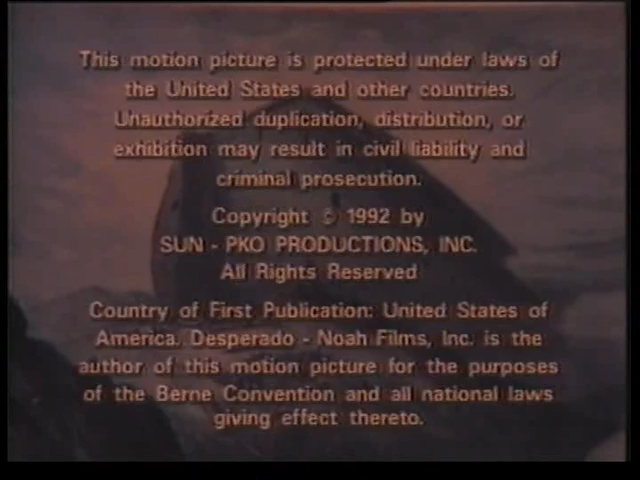 This motion picture is protected under laws of
the United States and other countries.
Unauthorized duplication, distribution, or
exhibition may result in civil liability and
criminal prosecution.
Copyright © 1992 by
SUN - PKO PRODUCTIONS, INC.
All Rights Reserved
Country of First Publication: United States of
America. Desperado - Noah Films, Inc. is the
author of this motion picture for the purposes
of the Berne Convention and all national laws
giving effect thereto.